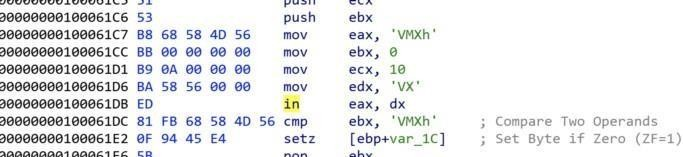 00000000100061C5 51 push ecx
00000000100061C6 53 push ebx
00000000100061C7 B8 68 58 4D 56 mov eax, 'VMXh'
00000000100061CC BB 00 00 00 00 mov ebx, 0
00000000100061D1 B9 0A 00 00 00 mov ecx, 10
00000000100061D6 BA 58 56 00 00 mov edx, 'VX'
00000000100061DB ED in eax, dx
00000000100061DC 81 FB 68 58 4D 56 cmp ebx, 'VMXh' ; Compare Two Operands
00000000100061E2 0F 94 45 E4 setz [ebp+var_1C] ; Set Byte if Zero (ZF=1)
00000000100061E6 5B pop ebx